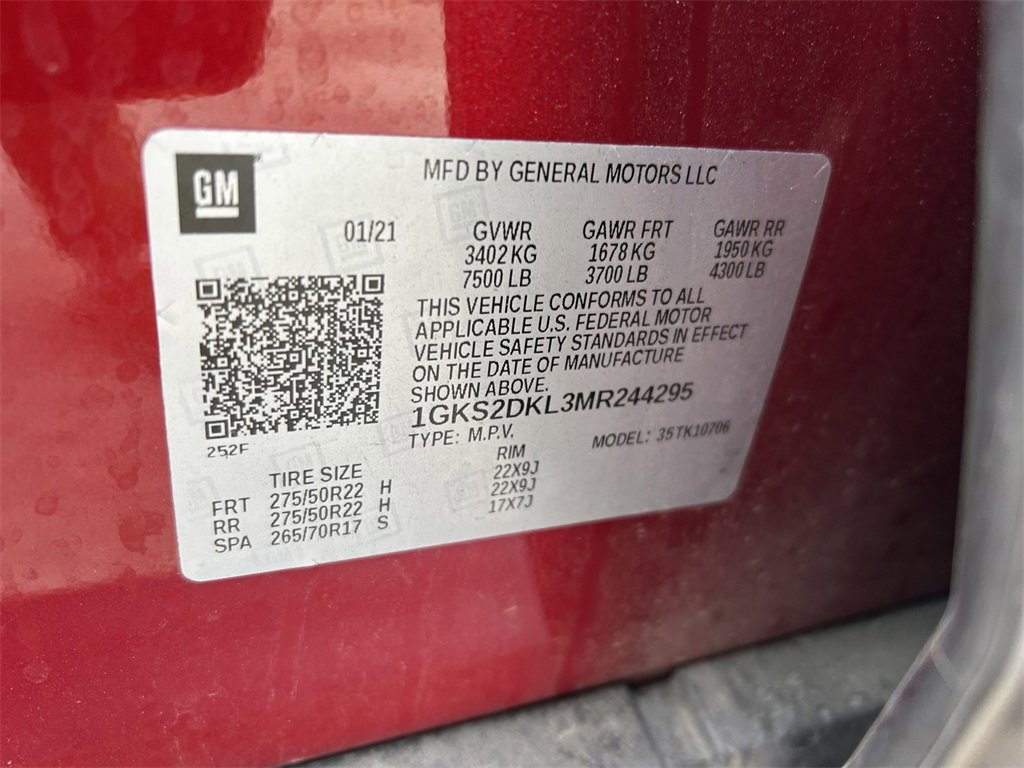 GM
MFD BY GENERAL MOTORS LLC
01/21 GVWR GAWR FRT GAWR RR
3402 KG 1678 KG 1950 KG
7500 LB 3700 LB 4300 LB
THIS VEHICLE CONFORMS TO ALL
APPLICABLE U.S. FEDERAL MOTOR
VEHICLE SAFETY STANDARDS IN EFFECT
ON THE DATE OF MANUFACTURE
SHOWN ABOVE.
1GKS2DKL3MR244295
TYPE: M.P.V. MODEL: 35TK10706
252F
TIRE SIZE RIM
FRT 275/50R22 H 22X9J
RR 275/50R22 H 22X9J
SPA 265/70R17 S 17X7J